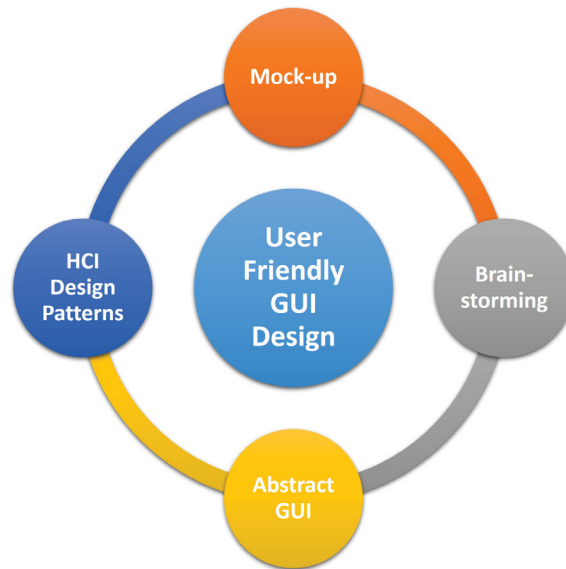 Mock-up
HCI
Design
Patterns
User
Friendly
GUI
Design
Brain-
storming
Abstract
GUI